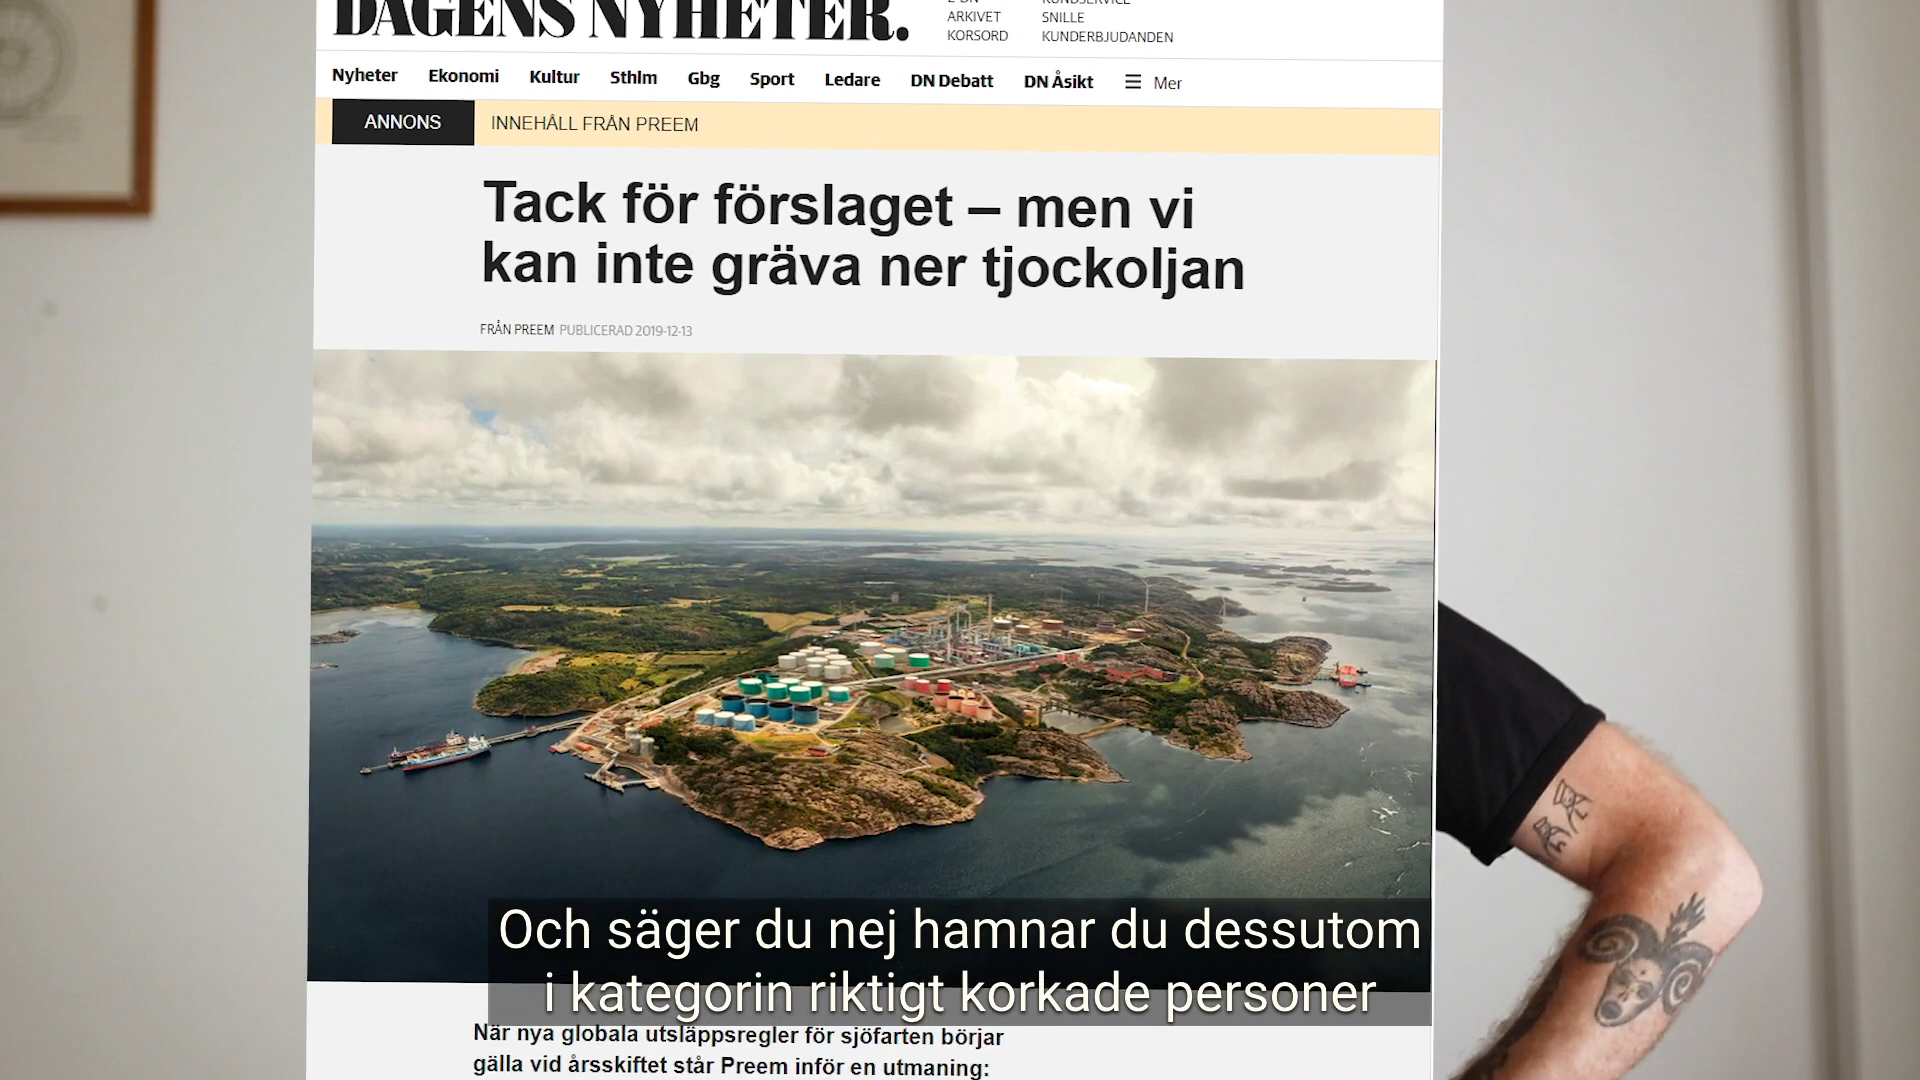 DAGENS NYHETER.
E-DN
ARKIVET
KORSORD
KUNDSERVICE
SNILLE
KUNDERBJUDANDEN
Nyheter Ekonomi Kultur Sthlm Gbg Sport Ledare DN Debatt DN Åsikt Mer
ANNONS INNEHÅLL FRÅN PREEM
Tack för förslaget – men vi
kan inte gräva ner tjockoljan
FRÅN PREEM PUBLICERAD 2019-12-13
Och säger du nej hamnar du dessutom
i kategorin riktigt korkade personer
När nya globala utsläppsregler för sjöfarten börjar
gälla vid årsskiftet står Preem inför en utmaning: